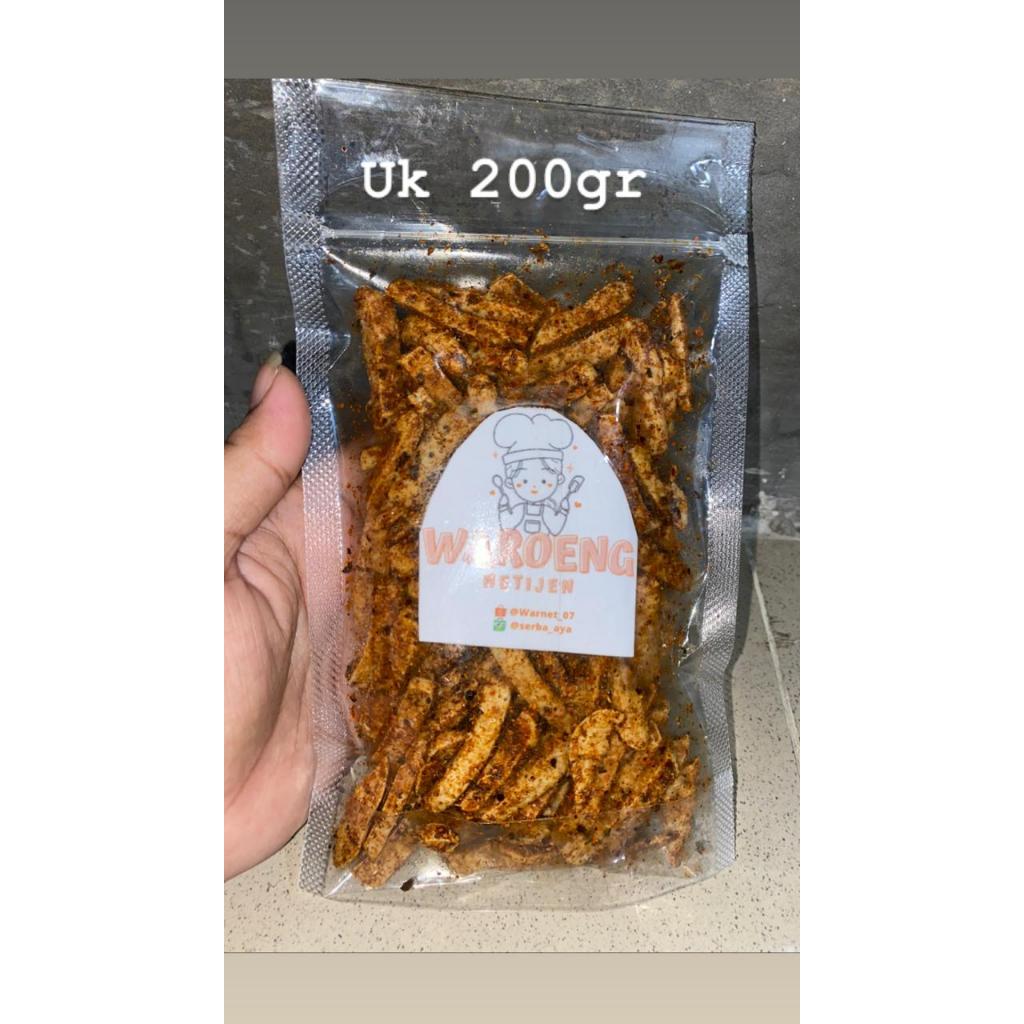 Uk 200gr
WAROENG
NETIJEN
@Warnet_07
@serba_aya